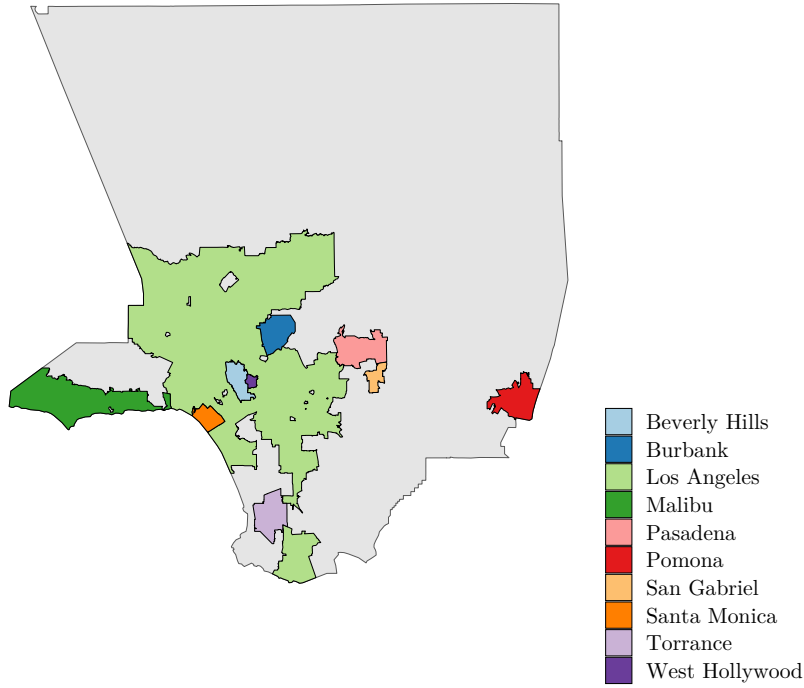 Beverly Hills
Burbank
Los Angeles
Malibu
Pasadena
Pomona
San Gabriel
Santa Monica
Torrance
West Hollywood